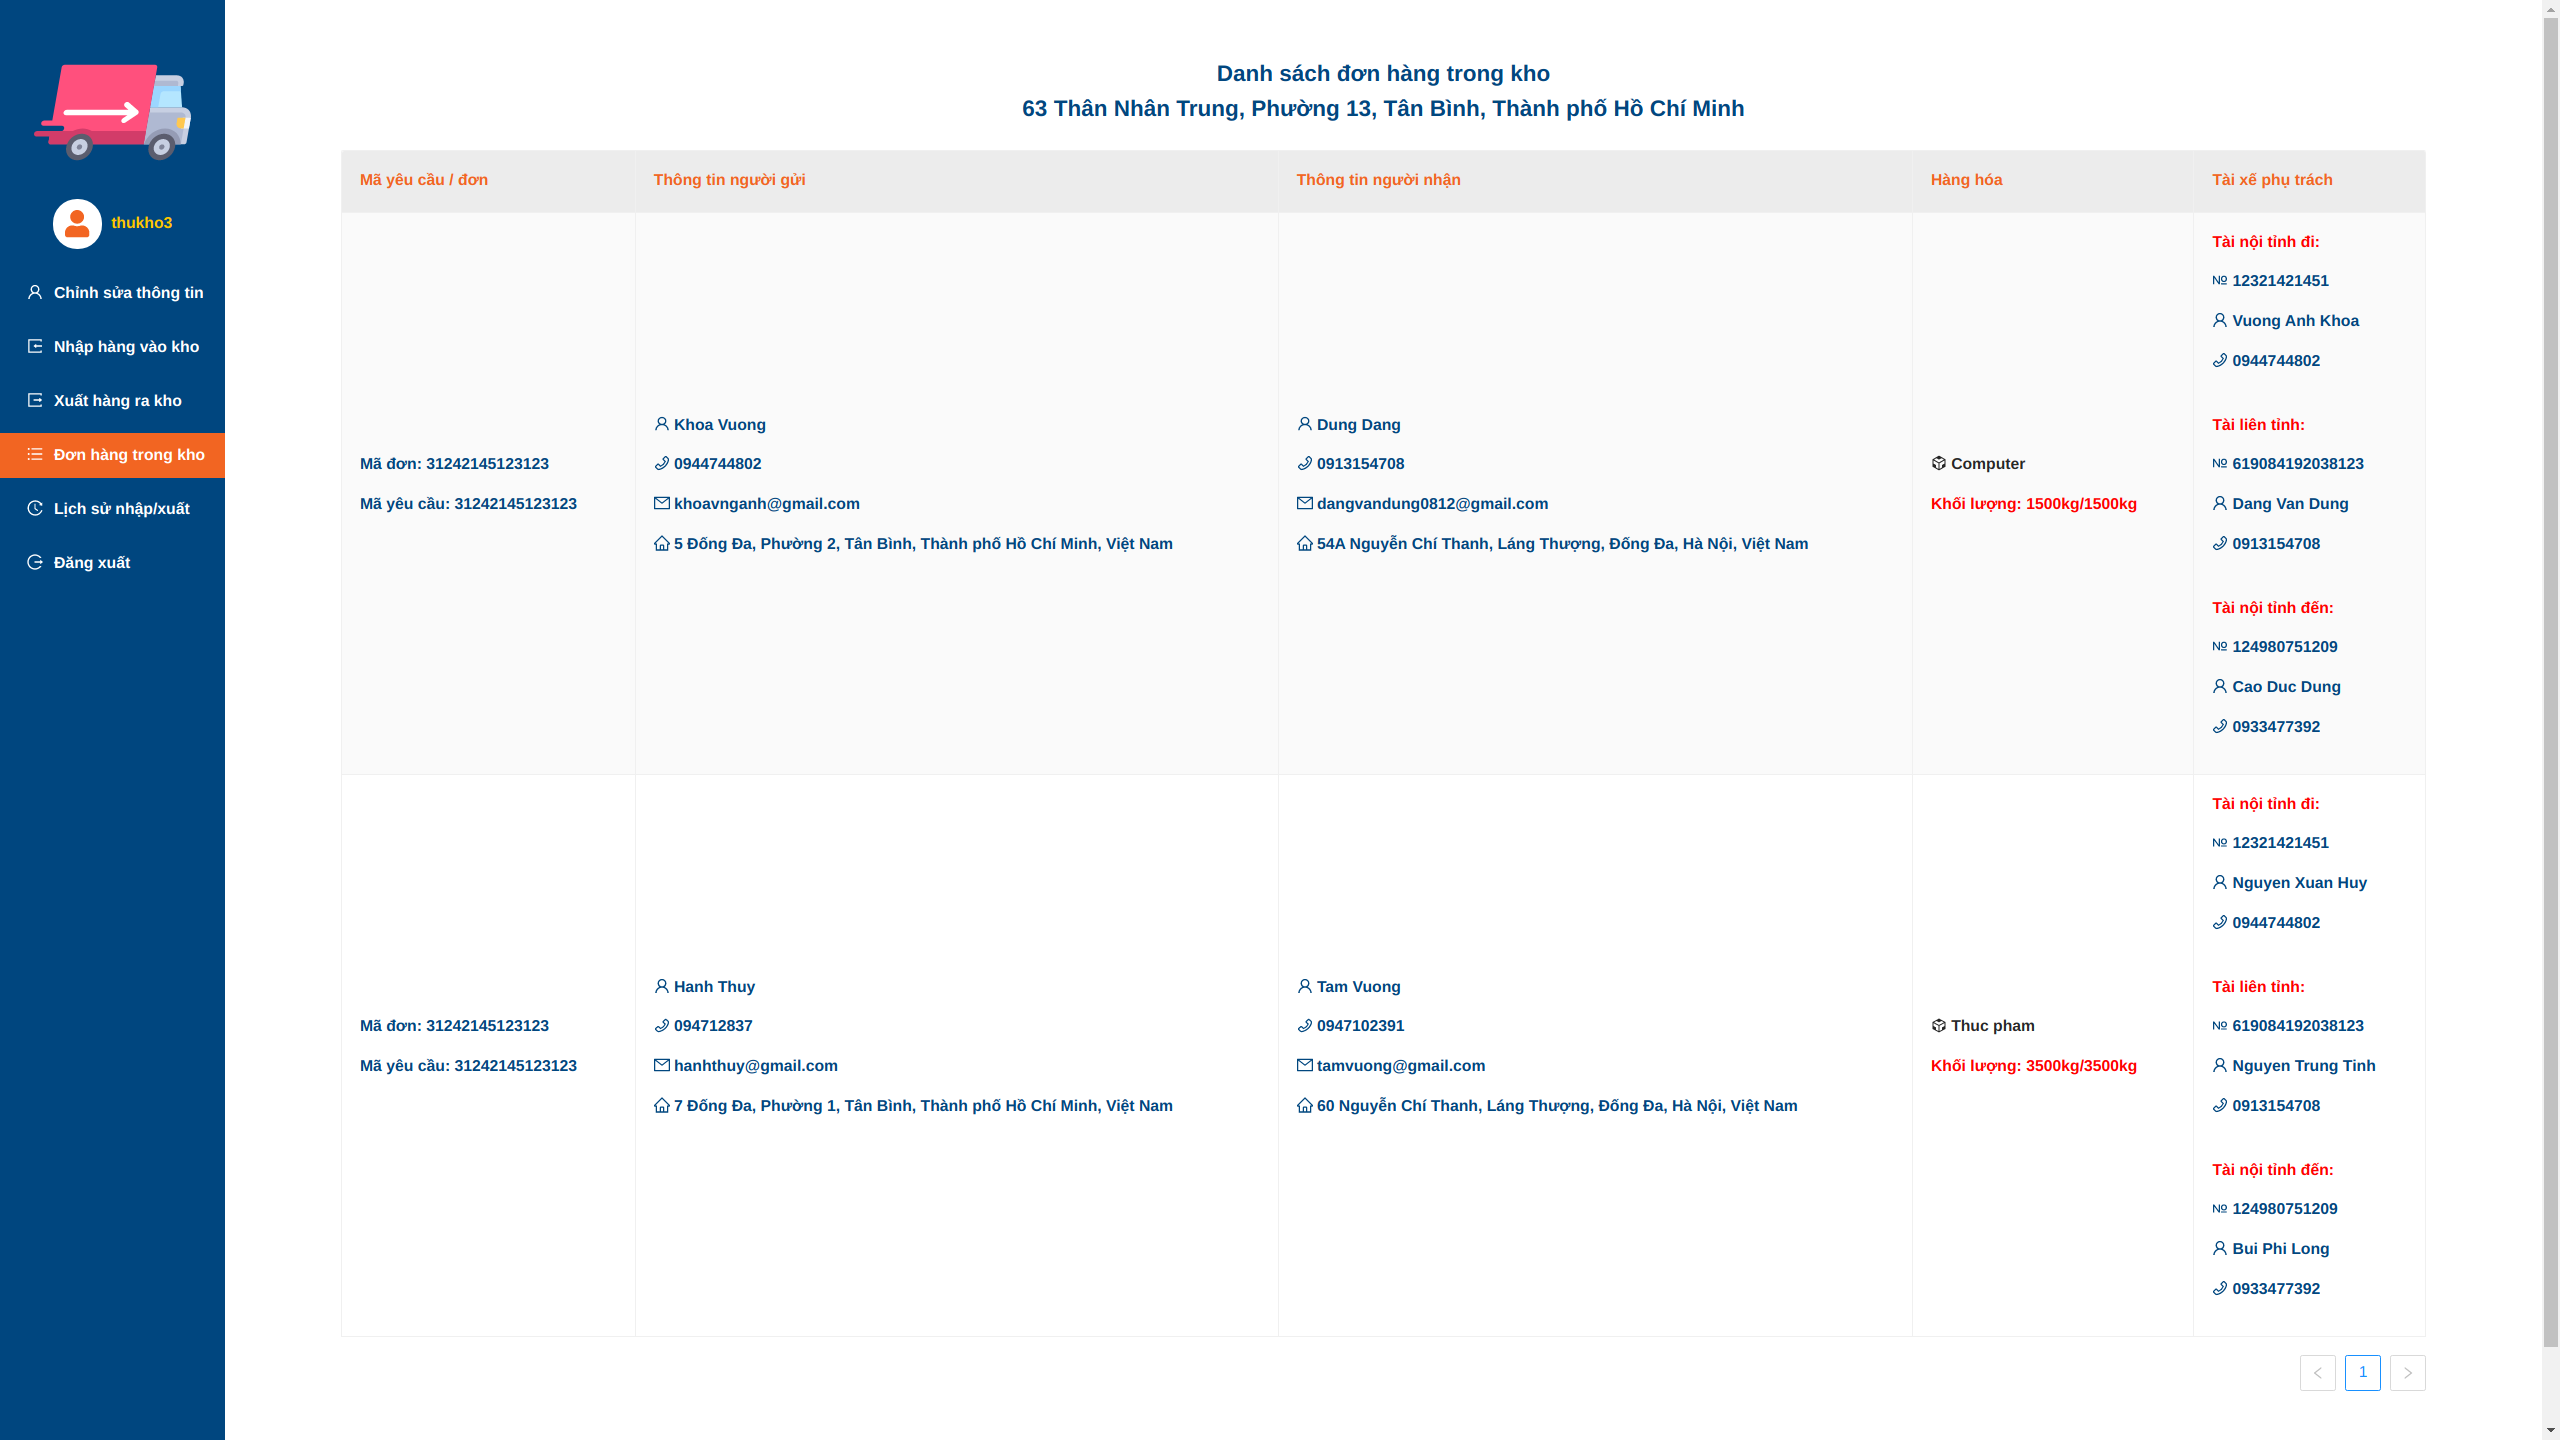 thukho3
Chỉnh sửa thông tin
Nhập hàng vào kho
Xuất hàng ra kho
Đơn hàng trong kho
Lịch sử nhập/xuất
Đăng xuất
Danh sách đơn hàng trong kho
63 Thân Nhân Trung, Phường 13, Tân Bình, Thành phố Hồ Chí Minh
Mã yêu cầu / đơn
Thông tin người gửi
Thông tin người nhận
Hàng hóa
Tài xế phụ trách
Mã đơn: 31242145123123
Mã yêu cầu: 31242145123123
Khoa Vuong
0944744802
khoavnganh@gmail.com
5 Đống Đa, Phường 2, Tân Bình, Thành phố Hồ Chí Minh, Việt Nam
Dung Dang
0913154708
dangvandung0812@gmail.com
54A Nguyễn Chí Thanh, Láng Thượng, Đống Đa, Hà Nội, Việt Nam
Computer
Khối lượng: 1500kg/1500kg
Tài nội tỉnh đi:
№ 12321421451
Vuong Anh Khoa
0944744802
Tài liên tỉnh:
№ 619084192038123
Dang Van Dung
0913154708
Tài nội tỉnh đến:
№ 124980751209
Cao Duc Dung
0933477392
Mã đơn: 31242145123123
Mã yêu cầu: 31242145123123
Hanh Thuy
094712837
hanhthuy@gmail.com
7 Đống Đa, Phường 1, Tân Bình, Thành phố Hồ Chí Minh, Việt Nam
Tam Vuong
0947102391
tamvuong@gmail.com
60 Nguyễn Chí Thanh, Láng Thượng, Đống Đa, Hà Nội, Việt Nam
Thuc pham
Khối lượng: 3500kg/3500kg
Tài nội tỉnh đi:
№ 12321421451
Nguyen Xuan Huy
0944744802
Tài liên tỉnh:
№ 619084192038123
Nguyen Trung Tinh
0913154708
Tài nội tỉnh đến:
№ 124980751209
Bui Phi Long
0933477392
1